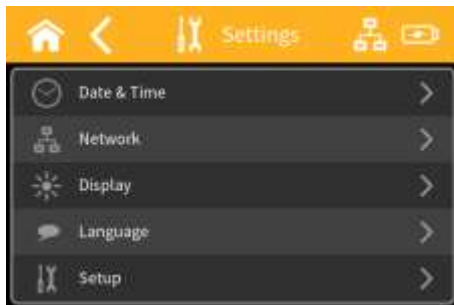 Settings
Date & Time
Network
Display
Language
Setup